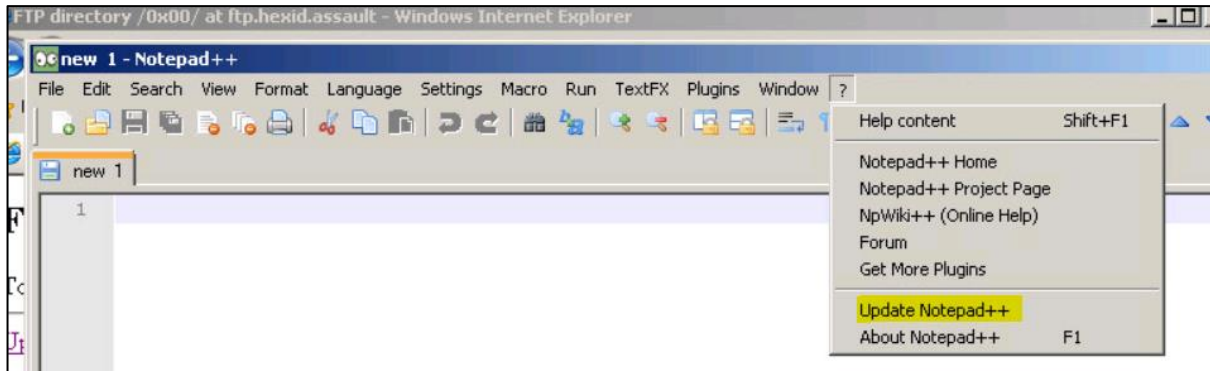 FTP directory /0x00/ at ftp.hexid.assault - Windows Internet Explorer
new 1 - Notepad++
File Edit Search View Format Language Settings Macro Run TextFX Plugins Window ?
new 1
1
Help content Shift+F1
Notepad++ Home
Notepad++ Project Page
NpWiki++ (Online Help)
Forum
Get More Plugins
Update Notepad++
About Notepad++ F1